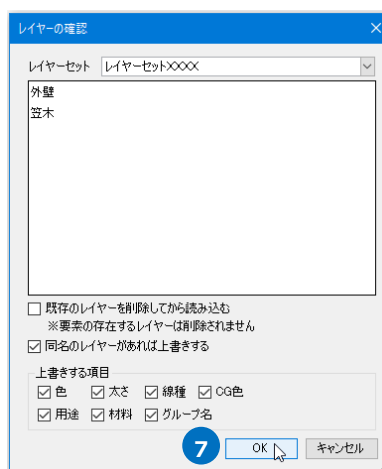 レイヤーの確認
レイヤーセット レイヤーセットXXXX
外壁
笠木
既存のレイヤーを削除してから読み込む
※要素の存在するレイヤーは削除されません
同名のレイヤーがあれば上書きする
上書きする項目
色 太さ 線種 CG色
用途 材料 グループ名
7 OK キャンセル